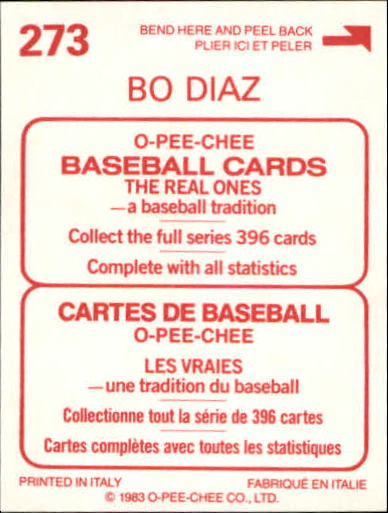 273
BEND HERE AND PEEL BACK
PLIER ICI ET PELER
BO DIAZ
O-PEE-CHEE
BASEBALL CARDS
THE REAL ONES
—a baseball tradition
Collect the full series 396 cards
Complete with all statistics
CARTES DE BASEBALL
O-PEE-CHEE
LES VRAIES
—une tradition du baseball
Collectionne tout la série de 396 cartes
Cartes complètes avec toutes les statistiques
PRINTED IN ITALY
FABRIQUÉ EN ITALIE
© 1983 O-PEE-CHEE CO., LTD.